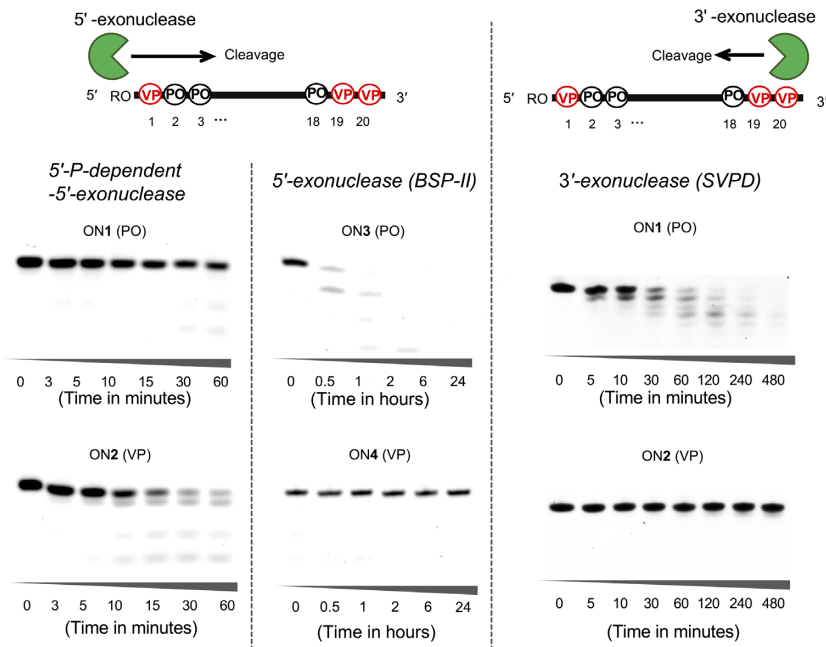 5' -exonuclease
Cleavage
5' RO VP PO PO PO VP VP 3'
1 2 3 ... 18 19 20
3' -exonuclease
Cleavage
5' RO VP PO PO PO VP VP 3'
1 2 3 ... 18 19 20
5'-P-dependent
-5'-exonuclease
ON1 (PO)
0 3 5 10 15 30 60
(Time in minutes)
ON2 (VP)
0 3 5 10 15 30 60
(Time in minutes)
5'-exonuclease (BSP-II)
ON3 (PO)
0 0.5 1 2 6 24
(Time in hours)
ON4 (VP)
0 0.5 1 2 6 24
(Time in hours)
3'-exonuclease (SVPD)
ON1 (PO)
0 5 10 30 60 120 240 480
(Time in minutes)
ON2 (VP)
0 5 10 30 60 120 240 480
(Time in minutes)